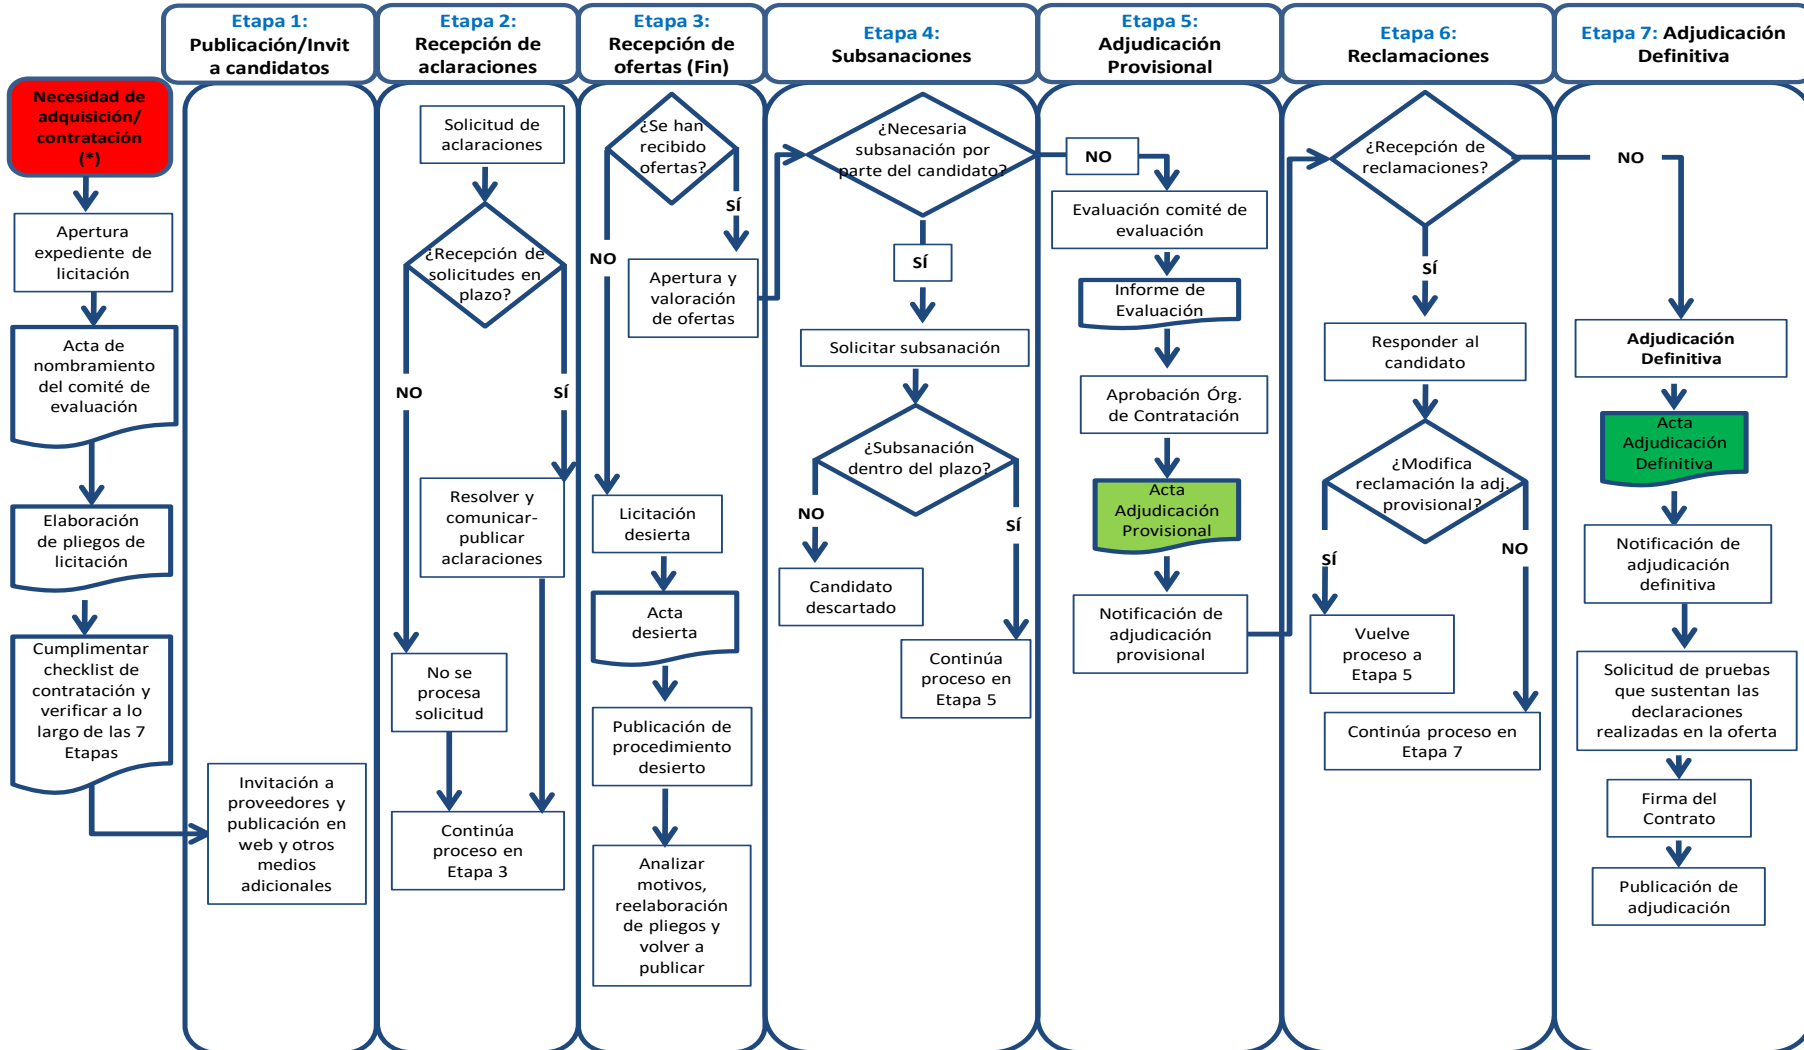 Etapa 1:
Publicación/Invit
a candidatos
Etapa 2:
Recepción de
aclaraciones
Etapa 3:
Recepción de
ofertas (Fin)
Etapa 4:
Subsanaciones
Etapa 5:
Adjudicación
Provisional
Etapa 6:
Reclamaciones
Etapa 7: Adjudicación
Definitiva
Necesidad de
adquisición/
contratación
(*)
Apertura
expediente de
licitación
Acta de
nombramiento
del comité de
evaluación
Elaboración
de pliegos de
licitación
Cumplimentar
checklist de
contratación y
verificar a lo
largo de las 7
Etapas
Invitación a
proveedores y
publicación en
web y otros
medios
adicionales
Solicitud de
aclaraciones
¿Recepción de
solicitudes en
plazo?
NO
SÍ
Resolver y
comunicar-
publicar
aclaraciones
No se
procesa
solicitud
Continúa
proceso en
Etapa 3
¿Se han
recibido
ofertas?
SÍ
NO
Apertura y
valoración
de ofertas
Licitación
desierta
Acta
desierta
Publicación de
procedimiento
desierto
Analizar
motivos,
reelaboración
de pliegos y
volver a
publicar
¿Necesaria
subsanación por
parte del candidato?
SÍ
Solicitar subsanación
¿Subsanación
dentro del plazo?
NO
SÍ
Candidato
descartado
Continúa
proceso en
Etapa 5
NO
Evaluación comité de
evaluación
Informe de
Evaluación
Aprobación Órg.
de Contratación
Acta
Adjudicación
Provisional
Notificación de
adjudicación
provisional
¿Recepción de
reclamaciones?
SÍ
Responder al
candidato
¿Modifica
reclamación la adj.
provisional?
SÍ
NO
Vuelve
proceso a
Etapa 5
Continúa proceso en
Etapa 7
NO
Adjudicación
Definitiva
Acta
Adjudicación
Definitiva
Notificación de
adjudicación
definitiva
Solicitud de pruebas
que sustentan las
declaraciones
realizadas en la oferta
Firma del
Contrato
Publicación de
adjudicación